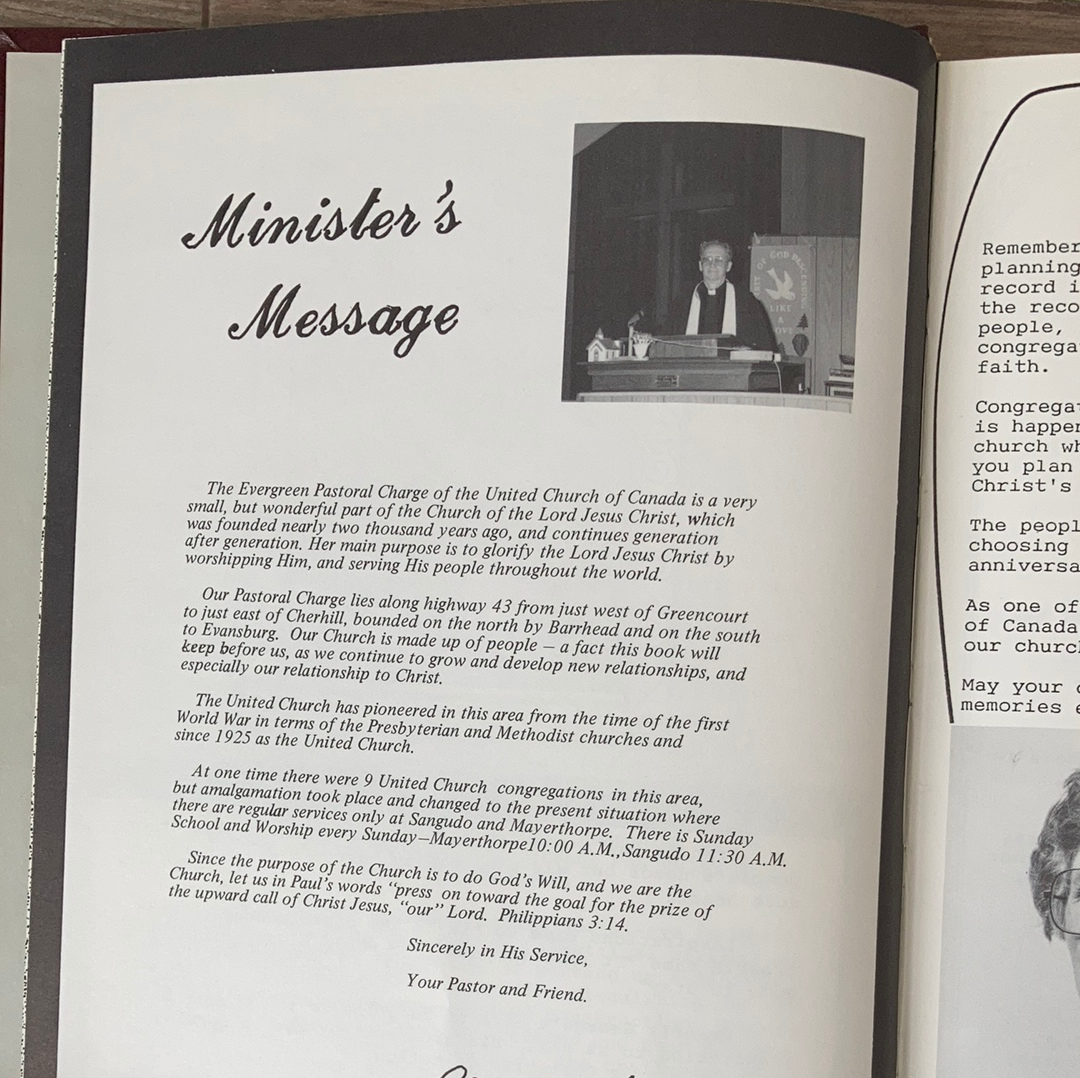 Minister's
Message
T OF GOD DESCENDING
LIKE
A
DOVE
The Evergreen Pastoral Charge of the United Church of Canada is a very
small, but wonderful part of the Church of the Lord Jesus Christ, which
was founded nearly two thousand years ago, and continues generation
after generation. Her main purpose is to glorify the Lord Jesus Christ by
worshipping Him, and serving His people throughout the world.
Our Pastoral Charge lies along highway 43 from just west of Greencourt
to just east of Cherhill, bounded on the north by Barrhead and on the south
to Evansburg. Our Church is made up of people – a fact this book will
keep before us, as we continue to grow and develop new relationships, and
especially our relationship to Christ.
The United Church has pioneered in this area from the time of the first
World War in terms of the Presbyterian and Methodist churches and
since 1925 as the United Church.
At one time there were 9 United Church congregations in this area,
but amalgamation took place and changed to the present situation where
there are regular services only at Sangudo and Mayerthorpe. There is Sunday
School and Worship every Sunday—Mayerthorpe10:00 A.M.,Sangudo 11:30 A.M.
Since the purpose of the Church is to do God's Will, and we are the
Church, let us in Paul's words "press on toward the goal for the prize of
the upward call of Christ Jesus, "our" Lord. Philippians 3:14.
Sincerely in His Service,
Your Pastor and Friend.
Remember
planning
record i
the reco
people,
congrega
faith.
Congregat
is happen
church wh
you plan
Christ's
The peopl
choosing
anniversa
As one of
of Canada
our church
May your
memories